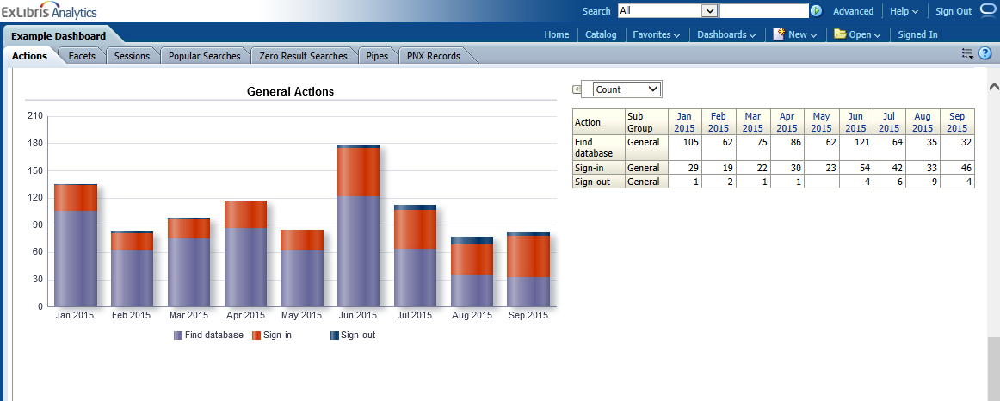 ExLibris Analytics
Search All Advanced Help Sign Out
Example Dashboard
Home Catalog Favorites Dashboards New Open Signed In
Actions Facets Sessions Popular Searches Zero Result Searches Pipes PNX Records
General Actions
210
180
150
120
90
60
30
0
Jan 2015 Feb 2015 Mar 2015 Apr 2015 May 2015 Jun 2015 Jul 2015 Aug 2015 Sep 2015
Find database Sign-in Sign-out
Count
Action Sub Group Jan 2015 Feb 2015 Mar 2015 Apr 2015 May 2015 Jun 2015 Jul 2015 Aug 2015 Sep 2015
Find database General 105 62 75 86 62 121 64 35 32
Sign-in General 29 19 22 30 23 54 42 33 46
Sign-out General 1 2 1 1 4 6 9 4